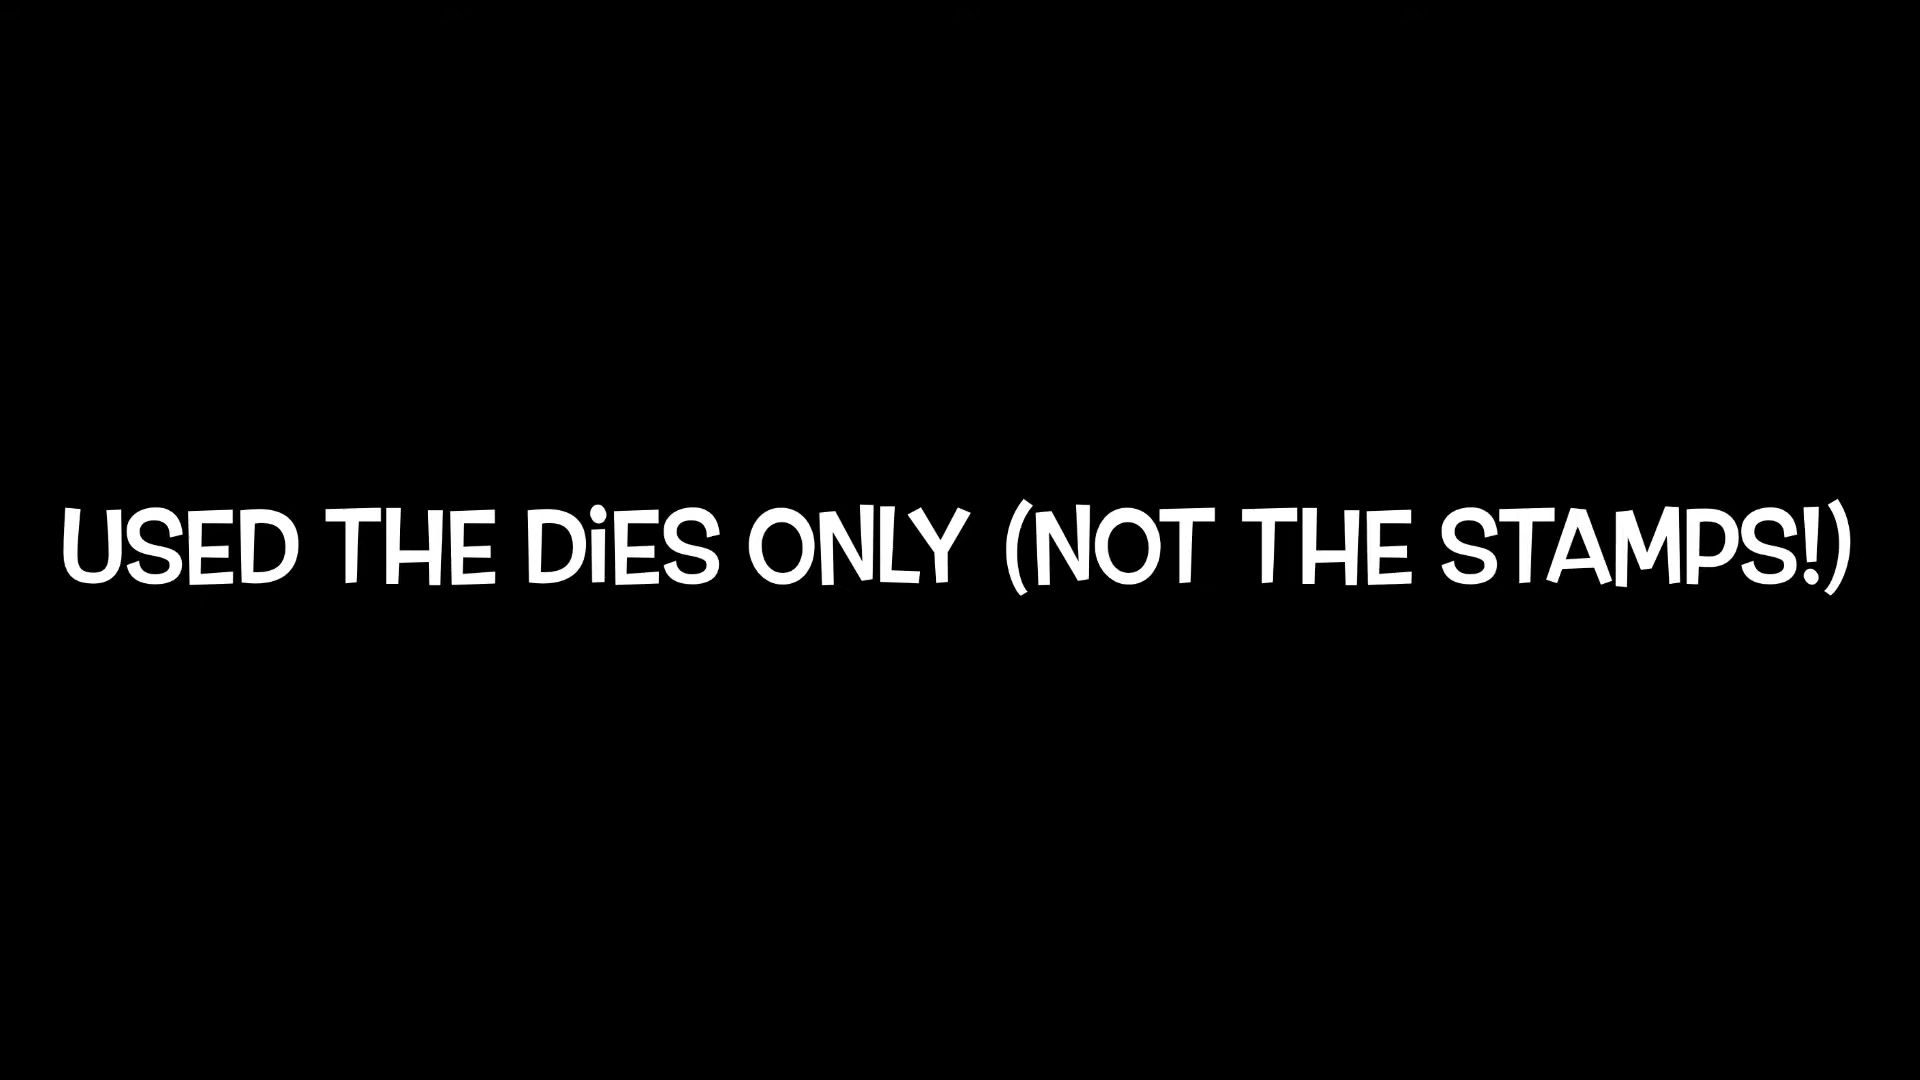 USED THE DiES ONLY (NOT THE STAMPS!)